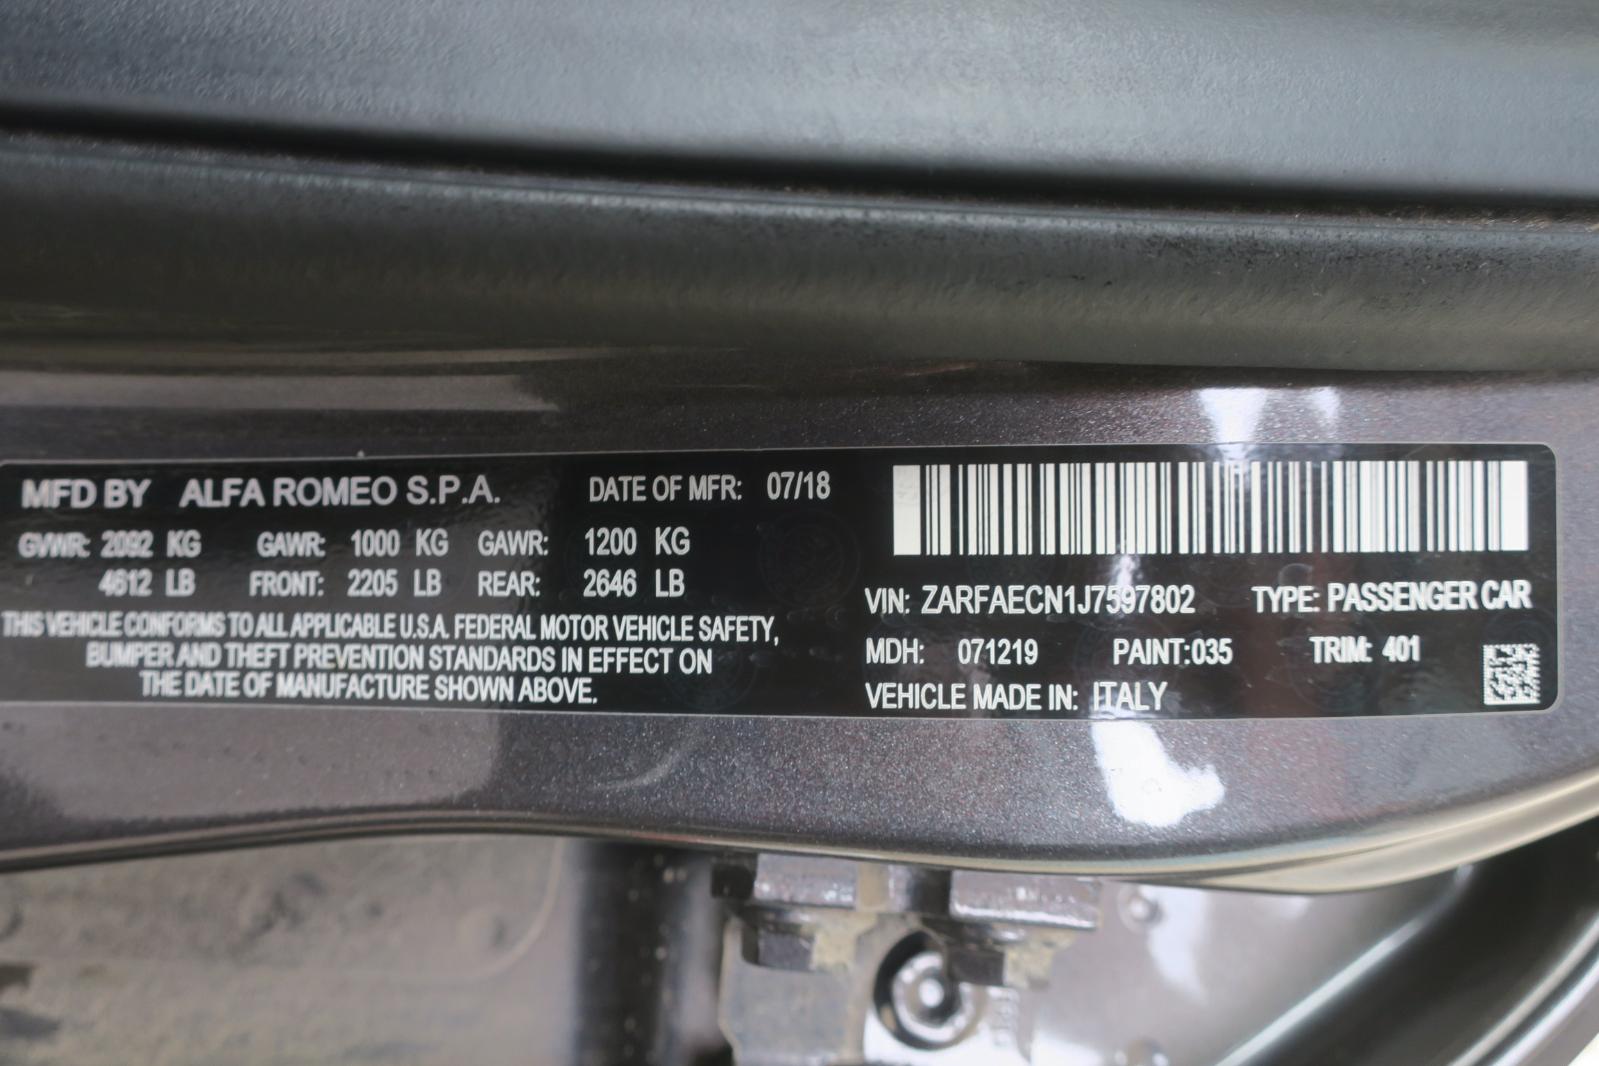 MFD BY ALFA ROMEO S.P.A. DATE OF MFR: 07/18
GVWR: 2092 KG GAWR: 1000 KG GAWR: 1200 KG
4612 LB FRONT: 2205 LB REAR: 2646 LB
THIS VEHICLE CONFORMS TO ALL APPLICABLE U.S.A. FEDERAL MOTOR VEHICLE SAFETY,
BUMPER AND THEFT PREVENTION STANDARDS IN EFFECT ON
THE DATE OF MANUFACTURE SHOWN ABOVE.
VIN: ZARFAECN1J7597802 TYPE: PASSENGER CAR
MDH: 071219 PAINT:035 TRIM: 401
VEHICLE MADE IN: ITALY